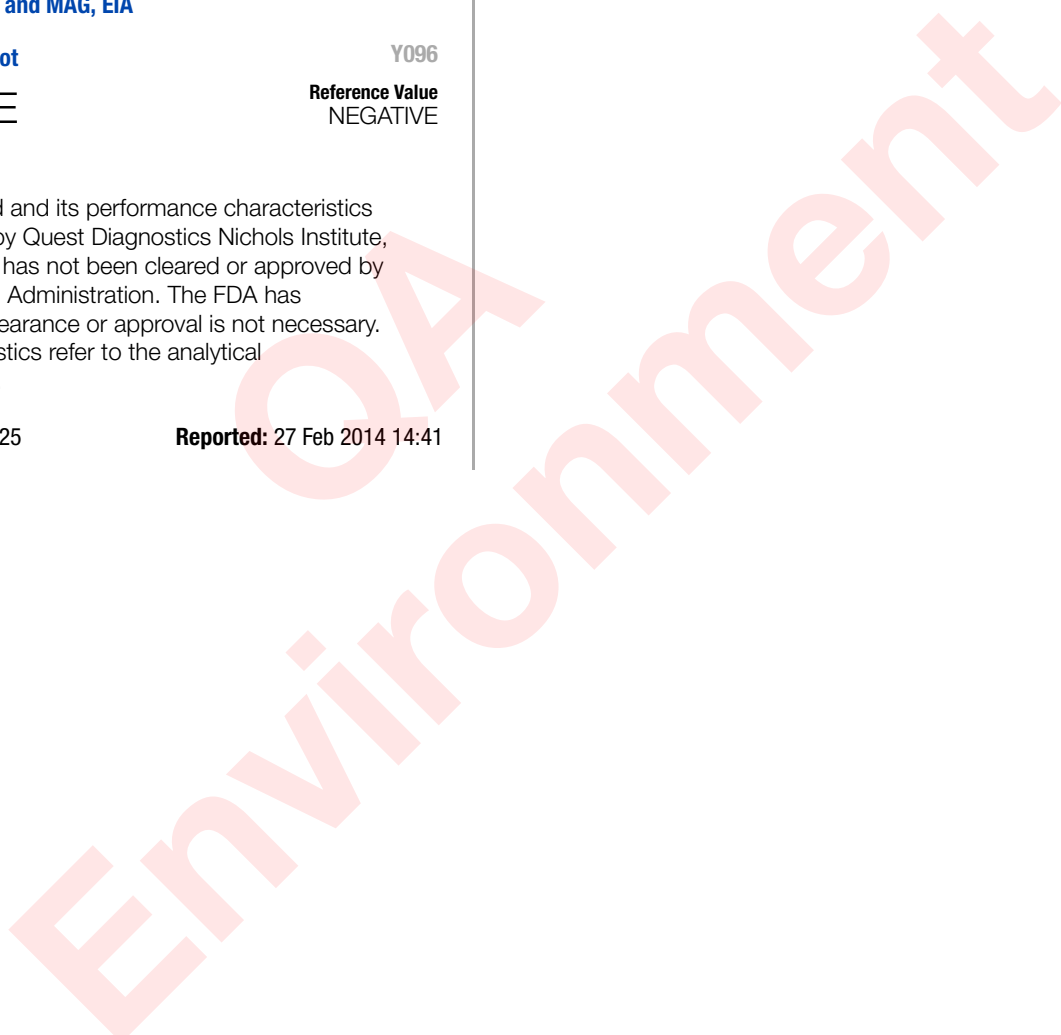 and MAG, EIA
ot
Y096
Reference Value
NEGATIVE
d and its performance characteristics
by Quest Diagnostics Nichols Institute,
has not been cleared or approved by
Administration. The FDA has
earance or approval is not necessary.
stics refer to the analytical
25
Reported: 27 Feb 2014 14:41
QA
Environment